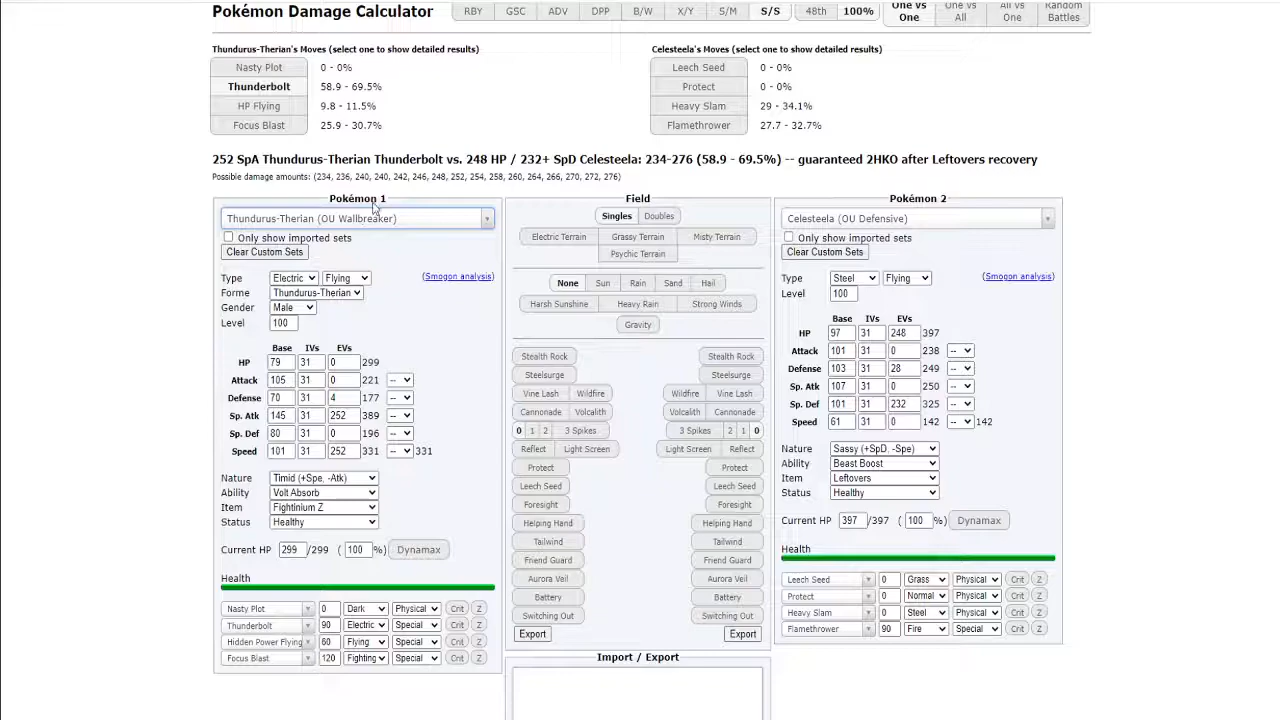 Pokémon Damage Calculator RBY GSC ADV DPP B/W X/Y S/M S/S 48th 100% One vs One One vs All All vs One Random Battles
Thundurus-Therian's Moves (select one to show detailed results) Celesteela's Moves (select one to show detailed results)
Nasty Plot 0 - 0% Leech Seed 0 - 0%
Thunderbolt 58.9 - 69.5% Protect 0 - 0%
HP Flying 9.8 - 11.5% Heavy Slam 29 - 34.1%
Focus Blast 25.9 - 30.7% Flamethrower 27.7 - 32.7%
252 SpA Thundurus-Therian Thunderbolt vs. 248 HP / 232+ SpD Celesteela: 234-276 (58.9 - 69.5%) -- guaranteed 2HKO after Leftovers recovery
Possible damage amounts: (234, 236, 240, 240, 242, 246, 248, 252, 254, 258, 260, 264, 266, 270, 272, 276)
Pokémon 1
Thundurus-Therian (OU Wallbreaker)
Only show imported sets
Clear Custom Sets
Type Electric Flying (Smogon analysis)
Forme Thundurus-Therian
Gender Male
Level 100
Base IVs EVs
HP 79 31 0 299
Attack 105 31 0 221 --
Defense 70 31 4 177 --
Sp. Atk 145 31 252 389 --
Sp. Def 80 31 0 196 --
Speed 101 31 252 331 -- 331
Nature Timid (+Spe, -Atk)
Ability Volt Absorb
Item Fightinium Z
Status Healthy
Current HP 299 /299 ( 100 %) Dynamax
Health
Nasty Plot 0 Dark Physical Crit Z
Thunderbolt 90 Electric Special Crit Z
Hidden Power Flying 60 Flying Special Crit Z
Focus Blast 120 Fighting Special Crit Z
Field
Singles Doubles
Electric Terrain Grassy Terrain Misty Terrain
Psychic Terrain
None Sun Rain Sand Hail
Harsh Sunshine Heavy Rain Strong Winds
Gravity
Stealth Rock Stealth Rock
Steelsurge Steelsurge
Vine Lash Wildfire Wildfire Vine Lash
Cannonade Volcalith Volcalith Cannonade
0 1 2 3 Spikes 3 Spikes 2 1 0
Reflect Light Screen Light Screen Reflect
Protect Protect
Leech Seed Leech Seed
Foresight Foresight
Helping Hand Helping Hand
Tailwind Tailwind
Friend Guard Friend Guard
Aurora Veil Aurora Veil
Battery Battery
Switching Out Switching Out
Export Export
Import / Export
Pokémon 2
Celesteela (OU Defensive)
Only show imported sets
Clear Custom Sets
Type Steel Flying (Smogon analysis)
Level 100
Base IVs EVs
HP 97 31 248 397
Attack 101 31 0 238 --
Defense 103 31 28 249 --
Sp. Atk 107 31 0 250 --
Sp. Def 101 31 232 325 --
Speed 61 31 0 142 -- 142
Nature Sassy (+SpD, -Spe)
Ability Beast Boost
Item Leftovers
Status Healthy
Current HP 397 /397 ( 100 %) Dynamax
Health
Leech Seed 0 Grass Physical Crit Z
Protect 0 Normal Physical Crit Z
Heavy Slam 0 Steel Physical Crit Z
Flamethrower 90 Fire Special Crit Z